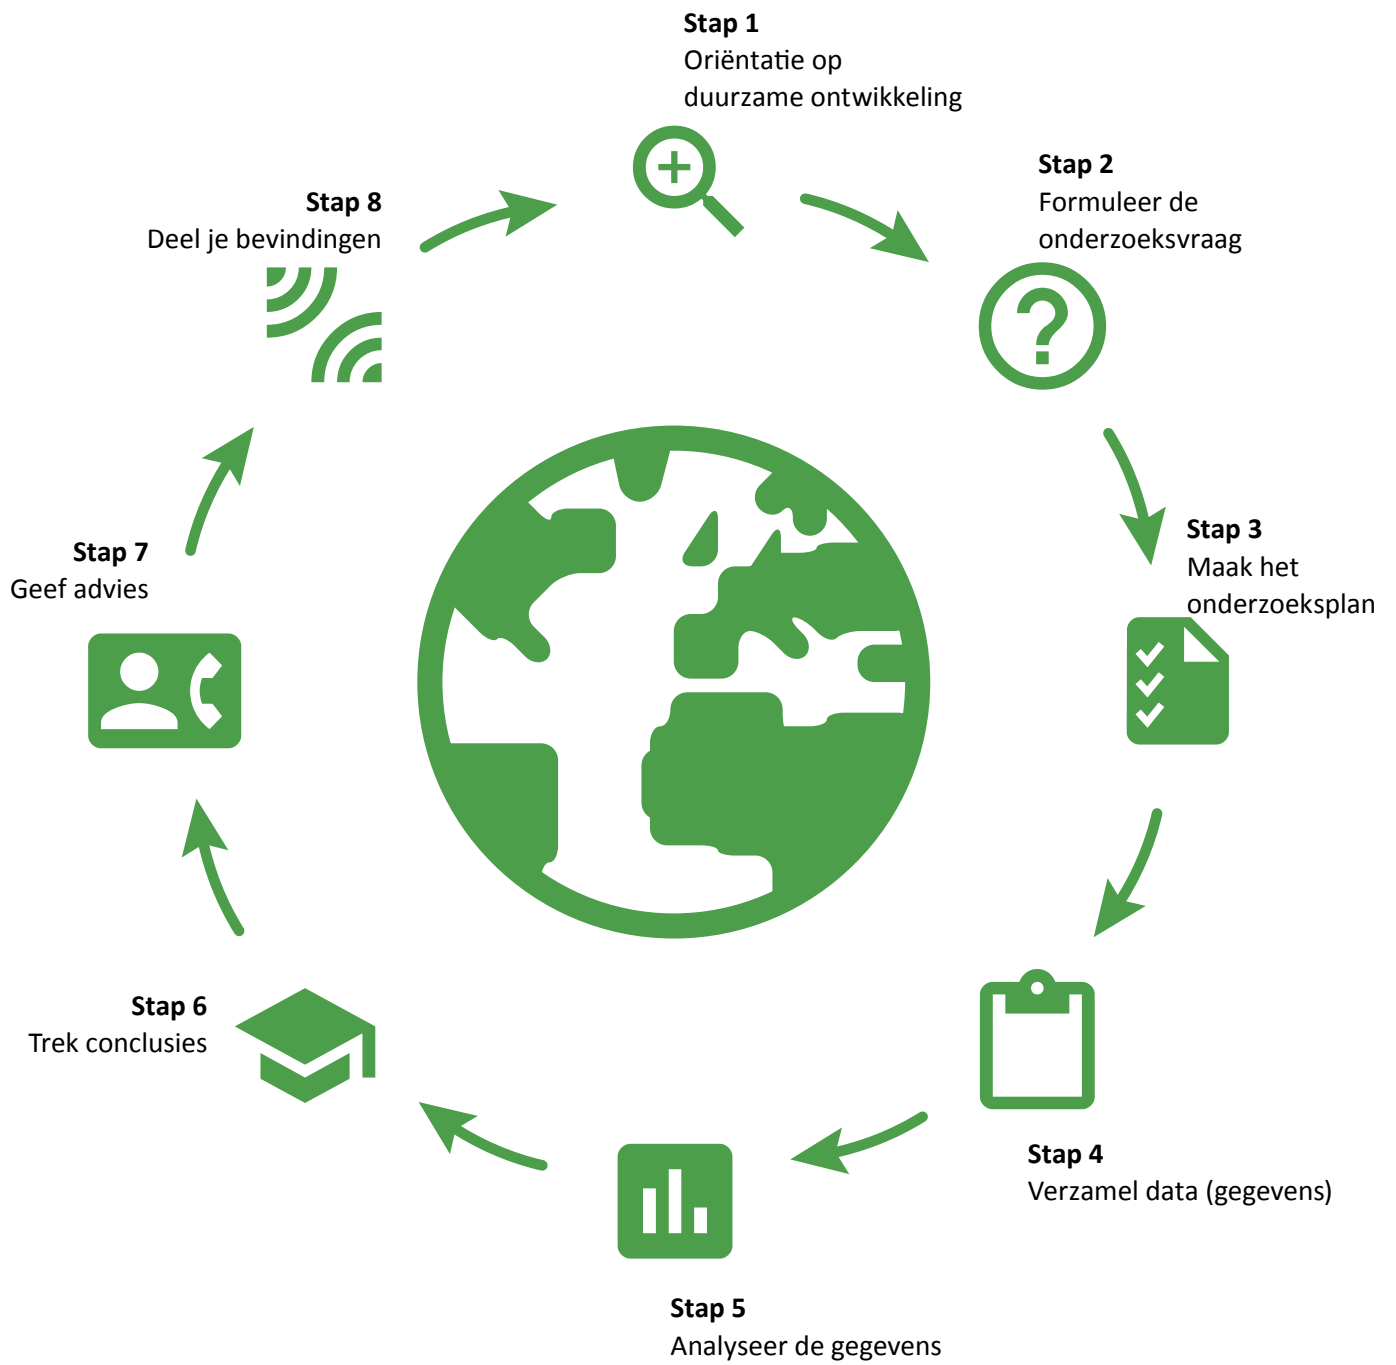 Stap 1
Oriëntatie op
duurzame ontwikkeling
Stap 2
Formuleer de
onderzoeksvraag
Stap 3
Maak het
onderzoeksplan
Stap 4
Verzamel data (gegevens)
Stap 5
Analyseer de gegevens
Stap 6
Trek conclusies
Stap 7
Geef advies
Stap 8
Deel je bevindingen